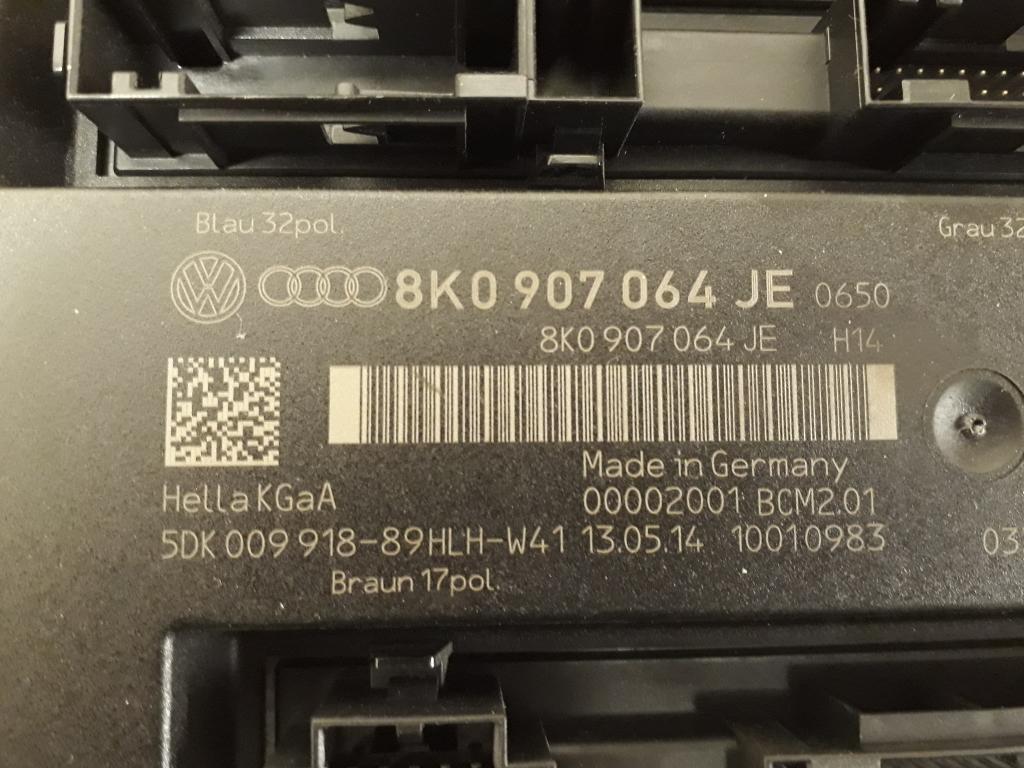 Blau 32pol. Grau 32
8K0 907 064 JE 0650
8K0 907 064 JE H14
Made in Germany
Hella KGaA 00002001 BCM2.01
5DK 009 918-89HLH-W41 13.05.14 10010983 03
Braun 17pol.